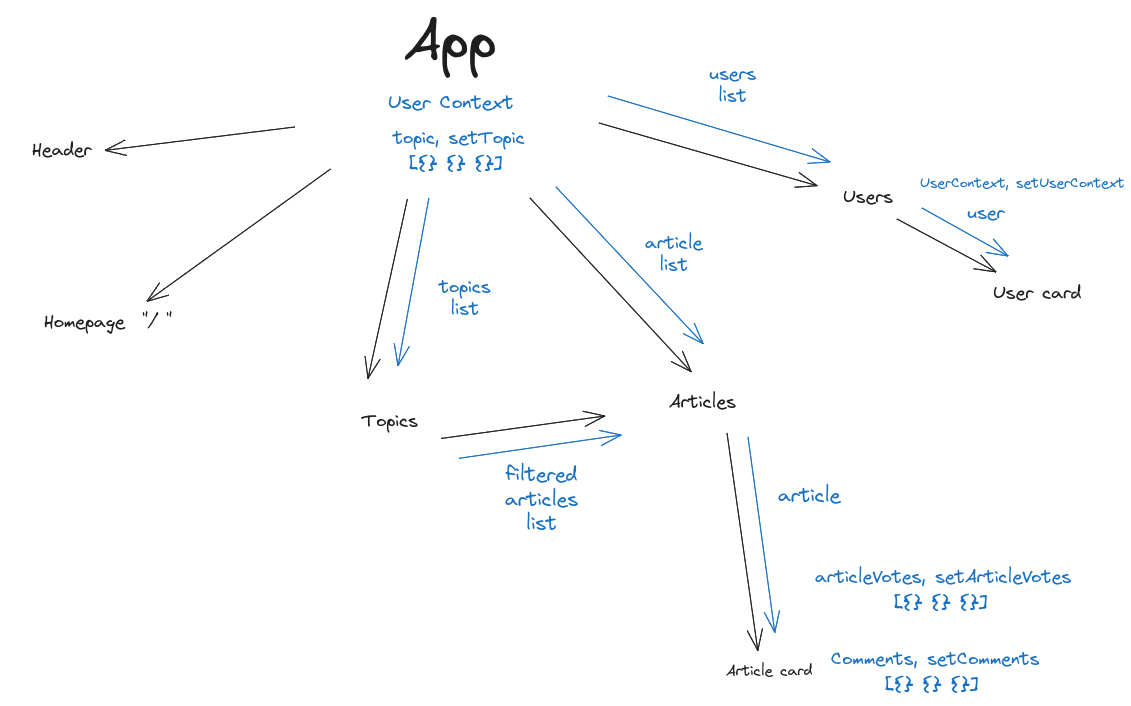 App
User Context
topic, setTopic
[{} {} {}]
users
list
Header
Users
UserContext, setUserContext
user
User card
article
list
topics
list
Homepage "/"
Topics
Articles
filtered
articles
list
article
articleVotes, setArticleVotes
[{} {} {}]
Article card
Comments, setComments
[{} {} {}]